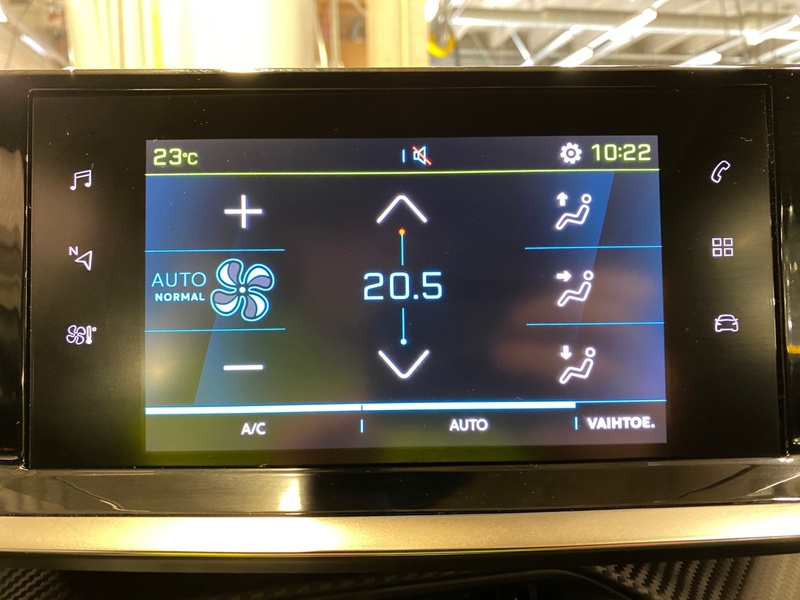 23°C 10:22
N
AUTO
NORMAL
20.5
A/C AUTO VAIHTOE.